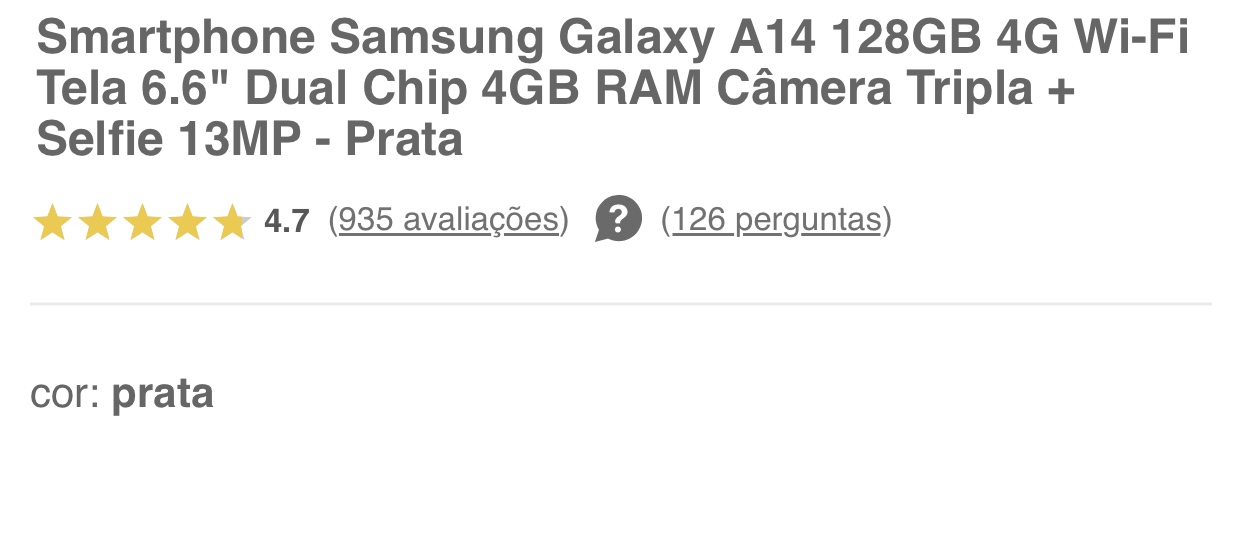 Smartphone Samsung Galaxy A14 128GB 4G Wi-Fi
Tela 6.6" Dual Chip 4GB RAM Câmera Tripla +
Selfie 13MP - Prata
4.7 (935 avaliações) ? (126 perguntas)
cor: prata